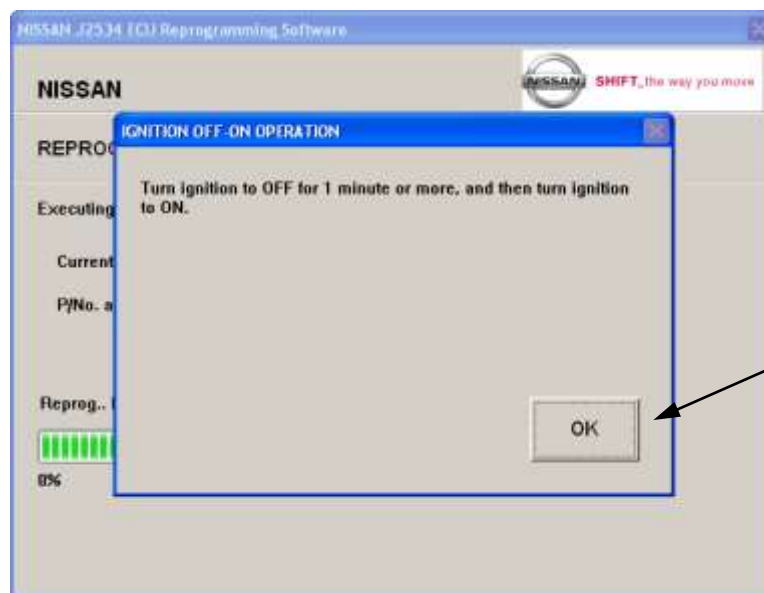 NISSAN J2534 ECU Reprogramming Software
NISSAN
NISSAN
SHIFT_the way you move
REPROG
IGNITION OFF-ON OPERATION
Turn ignition to OFF for 1 minute or more, and then turn ignition
to ON.
Executing
Current
P/No. a
Reprog..
OK
0%